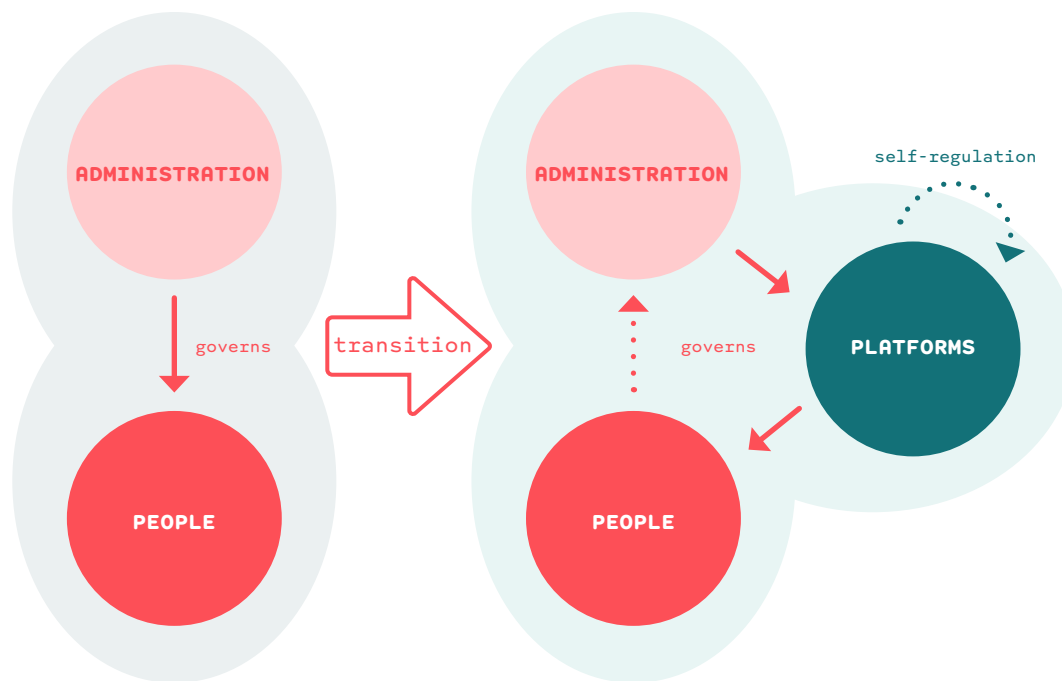 ADMINISTRATION
governs
PEOPLE
transition
ADMINISTRATION
self-regulation
governs
PLATFORMS
PEOPLE